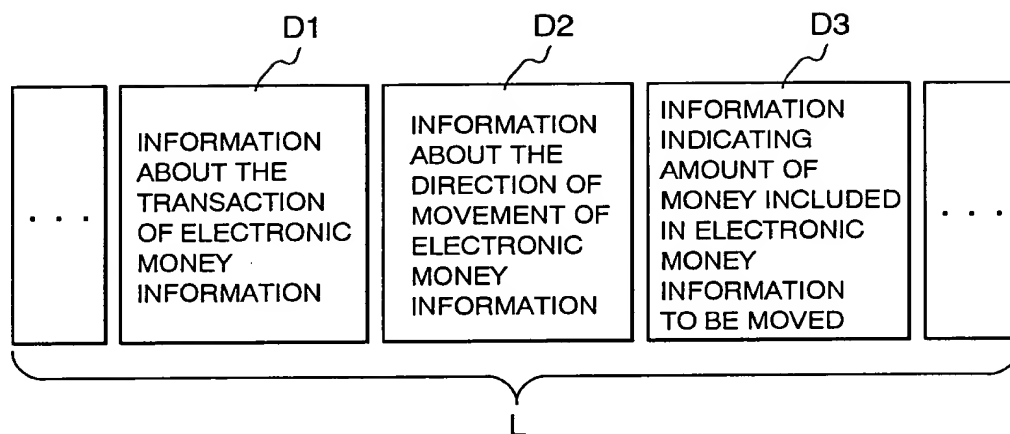 D1
D2
D3
. . .
INFORMATION
ABOUT THE
TRANSACTION
OF ELECTRONIC
MONEY
INFORMATION
INFORMATION
ABOUT THE
DIRECTION OF
MOVEMENT OF
ELECTRONIC
MONEY
INFORMATION
INFORMATION
INDICATING
AMOUNT OF
MONEY INCLUDED
IN ELECTRONIC
MONEY
INFORMATION
TO BE MOVED
. . .
L